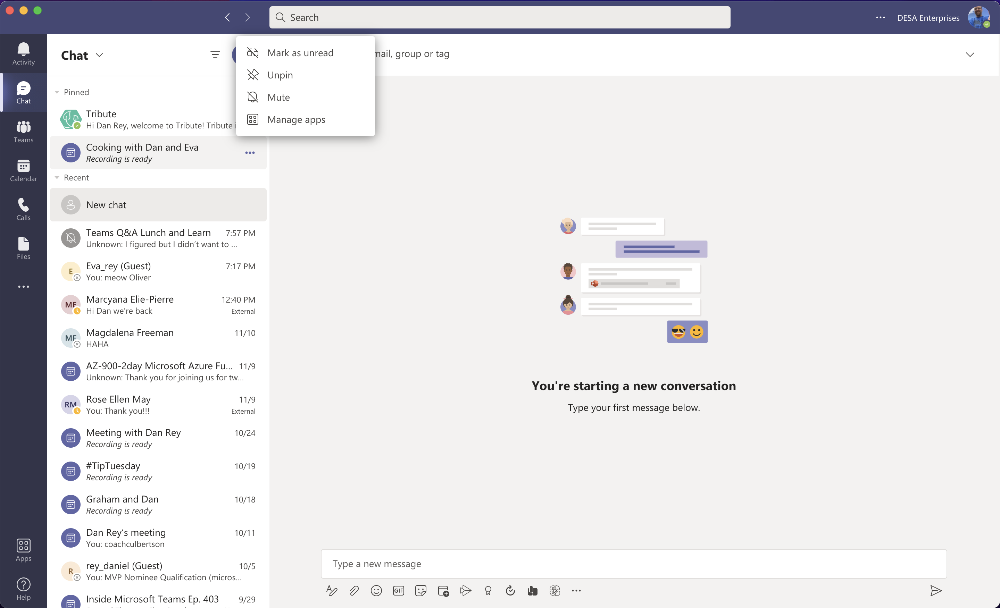 Search
DESA Enterprises
Activity
Chat
Teams
Calendar
Calls
Files
Apps
Help
Chat
Mark as unread
Unpin
Mute
Manage apps
mail, group or tag
Pinned
Tribute
Hi Dan Rey, welcome to Tribute! Tribute i
Cooking with Dan and Eva
Recording is ready
Recent
New chat
Teams Q&A Lunch and Learn 7:57 PM
Unknown: I figured but I didn’t want to ...
E
Eva_rey (Guest) 7:17 PM
You: meow Oliver
Marcyana Elie-Pierre 12:40 PM
Hi Dan we're back External
MF
Magdalena Freeman 11/10
HAHA
AZ-900-2day Microsoft Azure Fu... 11/9
Unknown: Thank you for joining us for tw...
RM
Rose Ellen May 11/9
You: Thank you!!! External
Meeting with Dan Rey 10/24
Recording is ready
#TipTuesday 10/19
Recording is ready
Graham and Dan 10/18
Recording is ready
Dan Rey’s meeting 10/11
You: coachculbertson
R
rey_daniel (Guest) 10/5
You: MVP Nominee Qualification (micros...
Inside Microsoft Teams Ep. 403 9/29
You're starting a new conversation
Type your first message below.
Type a new message
GIF